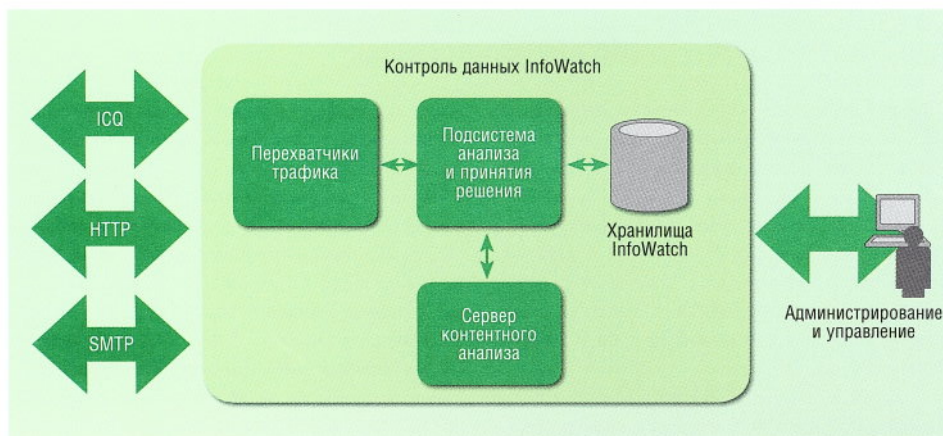 Контроль данных InfoWatch
ICQ
HTTP
SMTP
Перехватчики
трафика
Подсистема
анализа
и принятия
решения
Хранилища
InfoWatch
Сервер
контентного
анализа
Администрирование
и управление